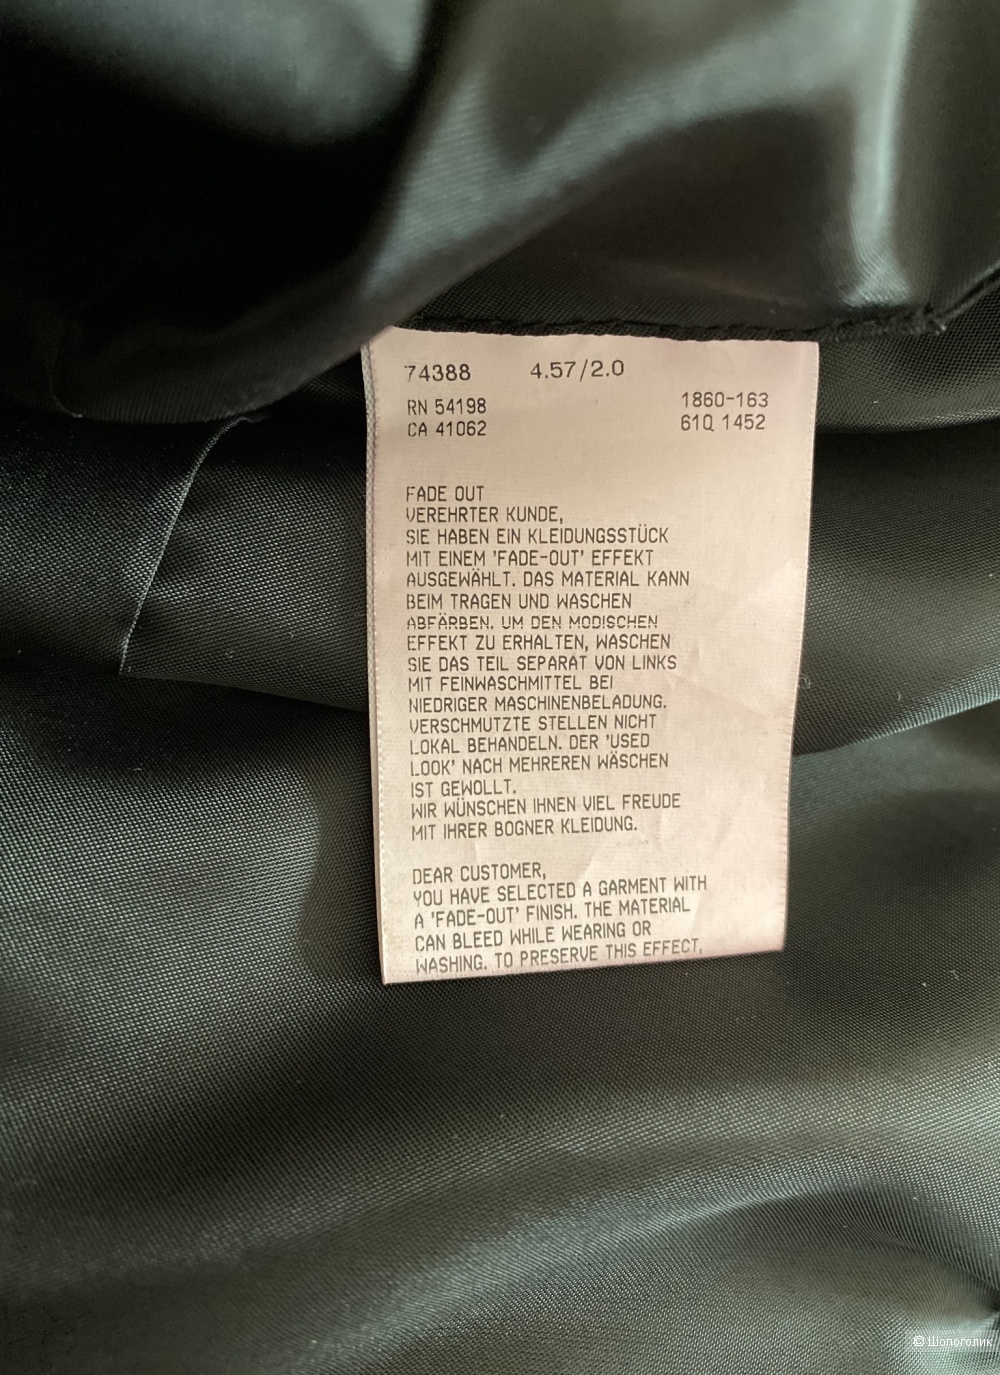 74388 4.57/2.0
RN 54198 1860-163
CA 41062 61Q 1452
FADE OUT
VEREHRTER KUNDE,
SIE HABEN EIN KLEIDUNGSSTÜCK
MIT EINEM 'FADE-OUT' EFFEKT
AUSGEWÄHLT. DAS MATERIAL KANN
BEIM TRAGEN UND WASCHEN
ABFÄRBEN. UM DEN MODISCHEN
EFFEKT ZU ERHALTEN, WASCHEN
SIE DAS TEIL SEPARAT VON LINKS
MIT FEINWASCHMITTEL BEI
NIEDRIGER MASCHINENBELADUNG.
VERSCHMUTZTE STELLEN NICHT
LOKAL BEHANDELN. DER 'USED
LOOK' NACH MEHREREN WÄSCHEN
IST GEWOLLT.
WIR WÜNSCHEN IHNEN VIEL FREUDE
MIT IHRER BOGNER KLEIDUNG.
DEAR CUSTOMER,
YOU HAVE SELECTED A GARMENT WITH
A 'FADE-OUT' FINISH. THE MATERIAL
CAN BLEED WHILE WEARING OR
WASHING. TO PRESERVE THIS EFFECT,
© Шопоголик